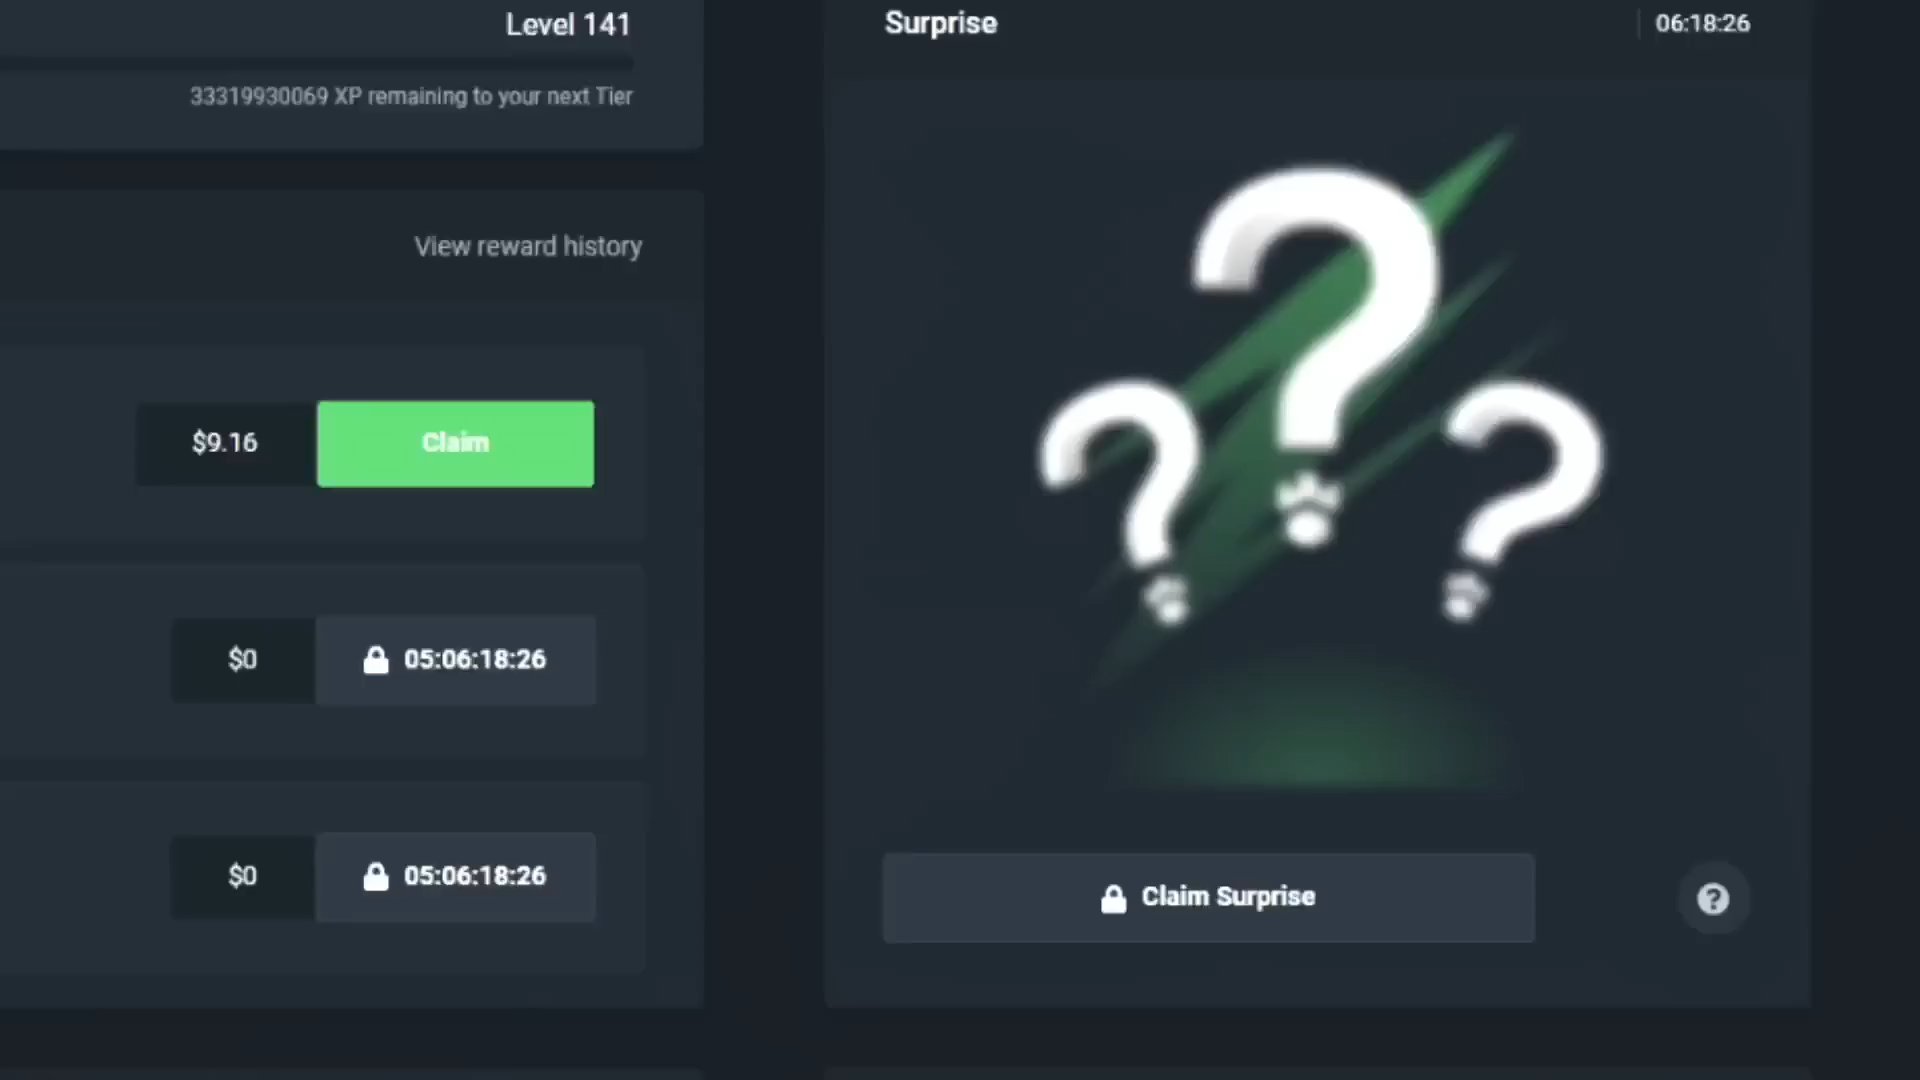 Level 141
33319930069 XP remaining to your next Tier
View reward history
$9.16 Claim
$0 05:06:18:26
$0 05:06:18:26
Surprise 06:18:26
Claim Surprise
?